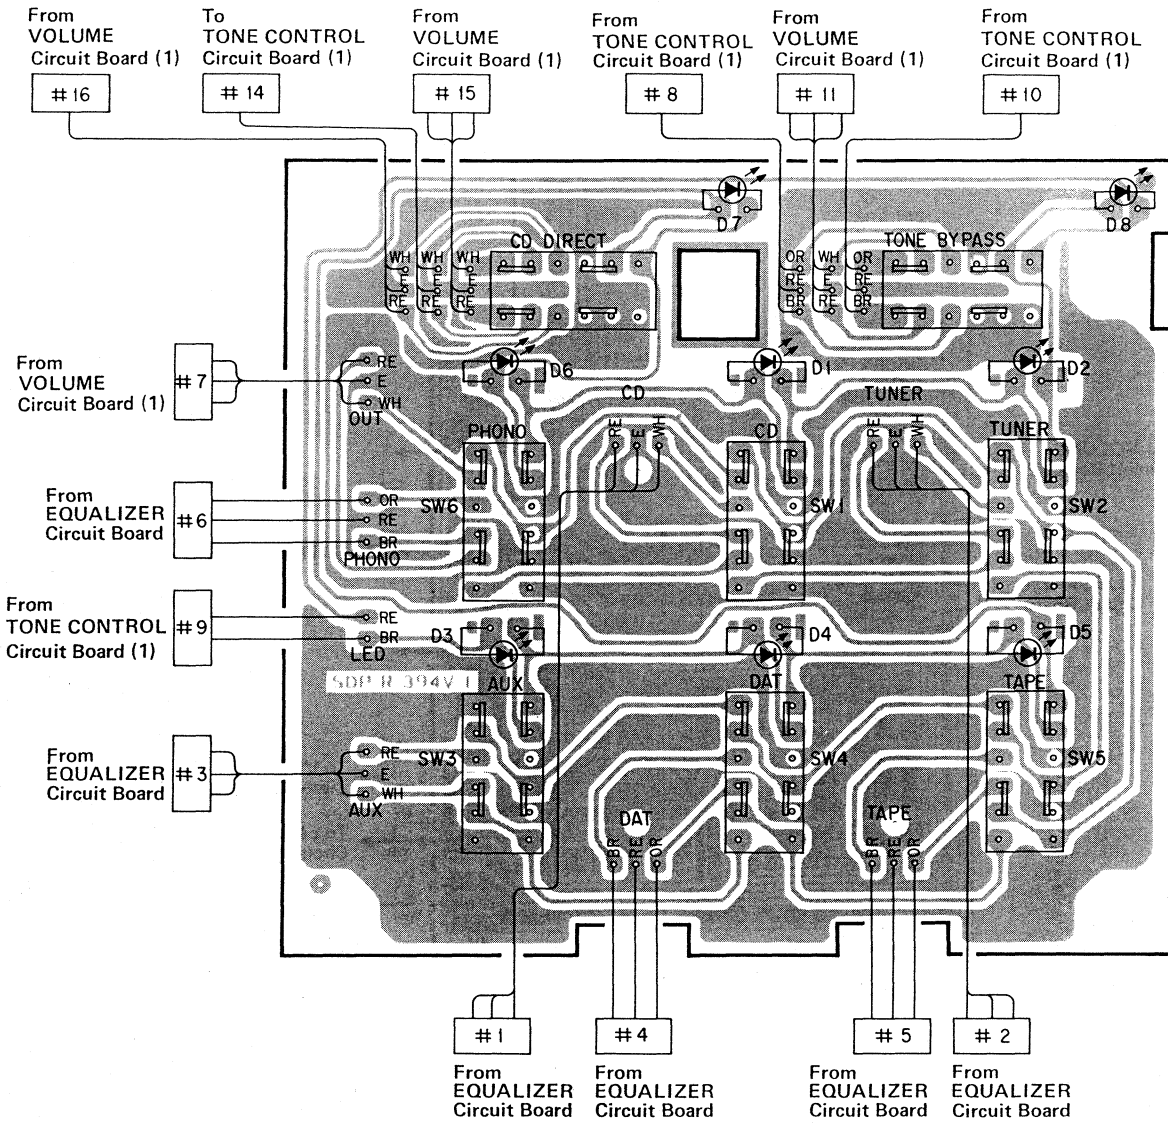 From
VOLUME
Circuit Board (1)
# 16
To
TONE CONTROL
Circuit Board (1)
# 14
From
VOLUME
Circuit Board (1)
# 15
From
TONE CONTROL
Circuit Board (1)
# 8
From
VOLUME
Circuit Board (1)
# 11
From
TONE CONTROL
Circuit Board (1)
# 10
D7
D8
CD DIRECT
TONE BYPASS
WH WH WH
E E
RE RE RE
OR WH OR
RE E RE
BR RE BR
From
VOLUME
Circuit Board (1)
#7
RE
E
WH
OUT
D6
D1
D2
CD
TUNER
PHONO
RE E WH
CD
RE E WH
TUNER
From
EQUALIZER
Circuit Board
#6
OR
RE
BR
PHONO
SW6
SW1
SW2
From
TONE CONTROL
Circuit Board (1)
#9
RE
BR
LED
D3
D4
D5
SDP R 394V 1
AUX
DAT
TAPE
From
EQUALIZER
Circuit Board
#3
RE
E
WH
AUX
SW3
SW4
SW5
DAT
BR RE OR
TAPE
BR RE OR
# 1
From
EQUALIZER
Circuit Board
# 4
From
EQUALIZER
Circuit Board
# 5
From
EQUALIZER
Circuit Board
# 2
From
EQUALIZER
Circuit Board